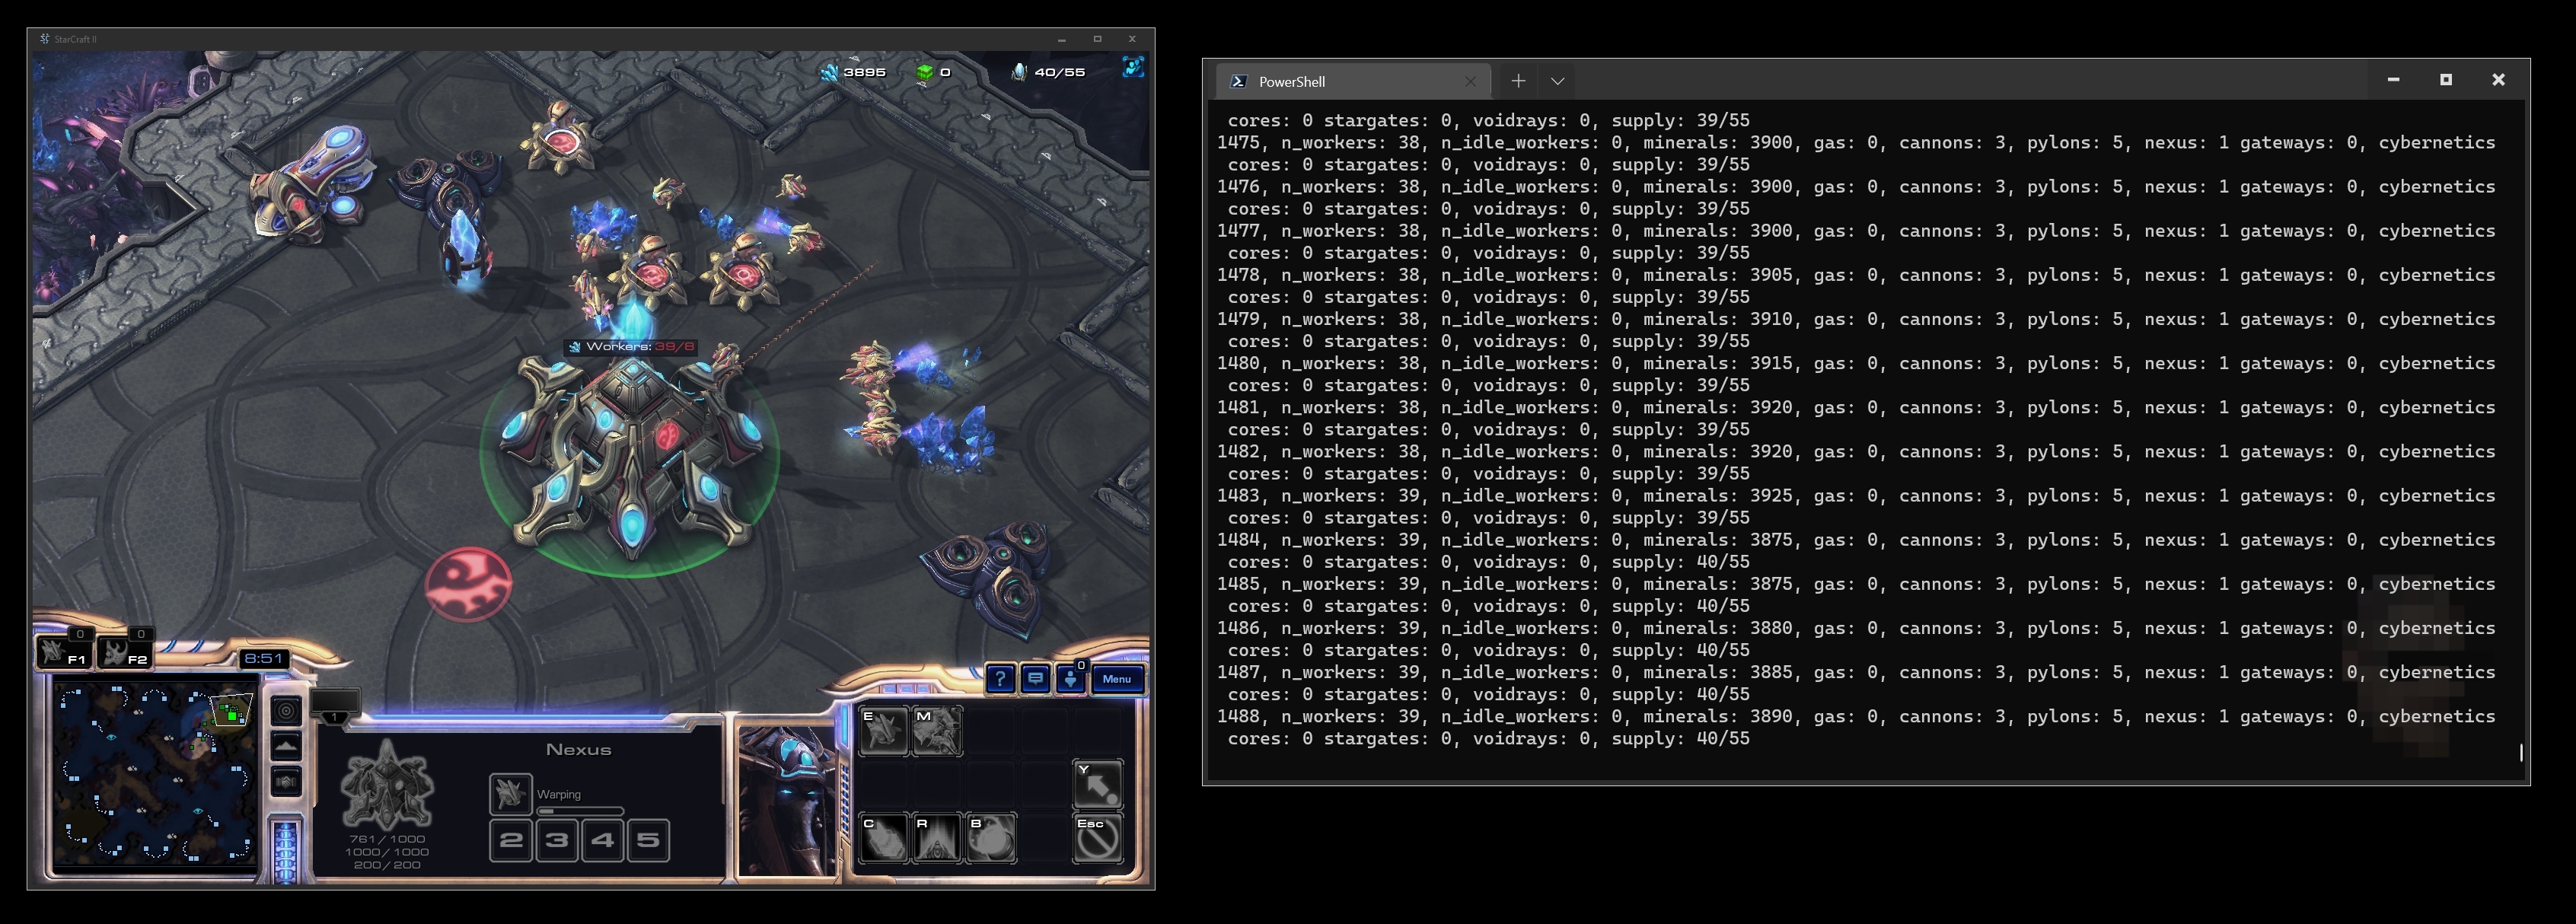 StarCraft II
3895 0 40/55
Workers: 39/8
0 0
F1 F2
8:51
0
? Menu
1
E M
Nexus
Y
Warping
2 3 4 5
C R B Esc
761/1000
1000/1000
200/200
PowerShell
cores: 0 stargates: 0, voidrays: 0, supply: 39/55
1475, n_workers: 38, n_idle_workers: 0, minerals: 3900, gas: 0, cannons: 3, pylons: 5, nexus: 1 gateways: 0, cybernetics
cores: 0 stargates: 0, voidrays: 0, supply: 39/55
1476, n_workers: 38, n_idle_workers: 0, minerals: 3900, gas: 0, cannons: 3, pylons: 5, nexus: 1 gateways: 0, cybernetics
cores: 0 stargates: 0, voidrays: 0, supply: 39/55
1477, n_workers: 38, n_idle_workers: 0, minerals: 3900, gas: 0, cannons: 3, pylons: 5, nexus: 1 gateways: 0, cybernetics
cores: 0 stargates: 0, voidrays: 0, supply: 39/55
1478, n_workers: 38, n_idle_workers: 0, minerals: 3905, gas: 0, cannons: 3, pylons: 5, nexus: 1 gateways: 0, cybernetics
cores: 0 stargates: 0, voidrays: 0, supply: 39/55
1479, n_workers: 38, n_idle_workers: 0, minerals: 3910, gas: 0, cannons: 3, pylons: 5, nexus: 1 gateways: 0, cybernetics
cores: 0 stargates: 0, voidrays: 0, supply: 39/55
1480, n_workers: 38, n_idle_workers: 0, minerals: 3915, gas: 0, cannons: 3, pylons: 5, nexus: 1 gateways: 0, cybernetics
cores: 0 stargates: 0, voidrays: 0, supply: 39/55
1481, n_workers: 38, n_idle_workers: 0, minerals: 3920, gas: 0, cannons: 3, pylons: 5, nexus: 1 gateways: 0, cybernetics
cores: 0 stargates: 0, voidrays: 0, supply: 39/55
1482, n_workers: 38, n_idle_workers: 0, minerals: 3920, gas: 0, cannons: 3, pylons: 5, nexus: 1 gateways: 0, cybernetics
cores: 0 stargates: 0, voidrays: 0, supply: 39/55
1483, n_workers: 39, n_idle_workers: 0, minerals: 3925, gas: 0, cannons: 3, pylons: 5, nexus: 1 gateways: 0, cybernetics
cores: 0 stargates: 0, voidrays: 0, supply: 39/55
1484, n_workers: 39, n_idle_workers: 0, minerals: 3875, gas: 0, cannons: 3, pylons: 5, nexus: 1 gateways: 0, cybernetics
cores: 0 stargates: 0, voidrays: 0, supply: 40/55
1485, n_workers: 39, n_idle_workers: 0, minerals: 3875, gas: 0, cannons: 3, pylons: 5, nexus: 1 gateways: 0, cybernetics
cores: 0 stargates: 0, voidrays: 0, supply: 40/55
1486, n_workers: 39, n_idle_workers: 0, minerals: 3880, gas: 0, cannons: 3, pylons: 5, nexus: 1 gateways: 0, cybernetics
cores: 0 stargates: 0, voidrays: 0, supply: 40/55
1487, n_workers: 39, n_idle_workers: 0, minerals: 3885, gas: 0, cannons: 3, pylons: 5, nexus: 1 gateways: 0, cybernetics
cores: 0 stargates: 0, voidrays: 0, supply: 40/55
1488, n_workers: 39, n_idle_workers: 0, minerals: 3890, gas: 0, cannons: 3, pylons: 5, nexus: 1 gateways: 0, cybernetics
cores: 0 stargates: 0, voidrays: 0, supply: 40/55